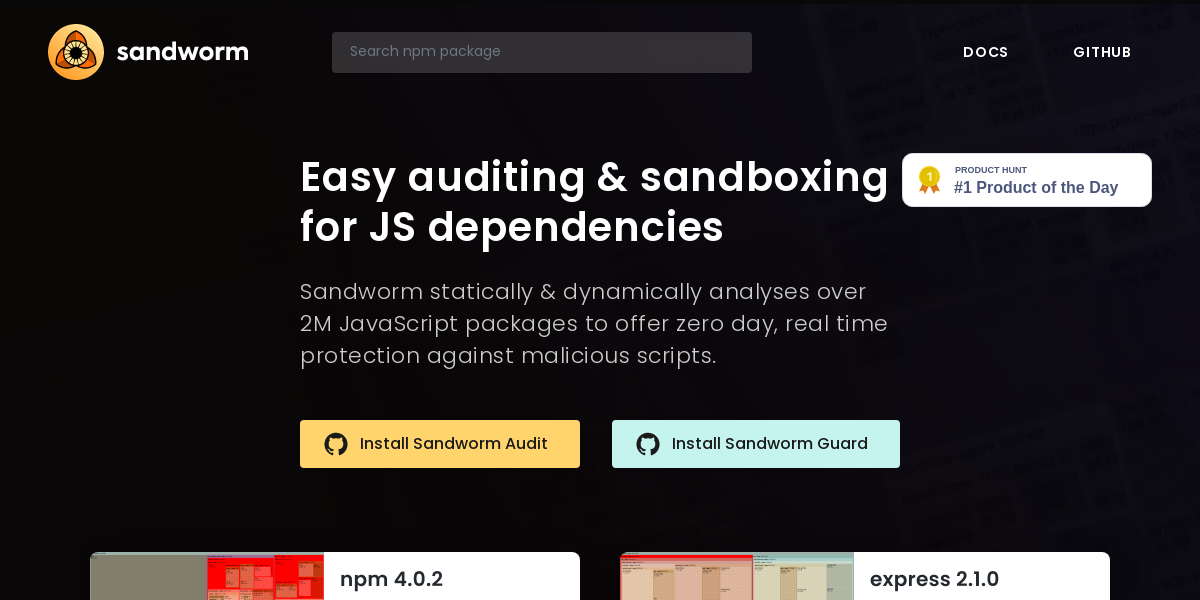 sandworm
Search npm package
DOCS
GITHUB
Easy auditing & sandboxing
for JS dependencies
PRODUCT HUNT
#1 Product of the Day
1
Sandworm statically & dynamically analyses over
2M JavaScript packages to offer zero day, real time
protection against malicious scripts.
Install Sandworm Audit
Install Sandworm Guard
npm 4.0.2
express 2.1.0